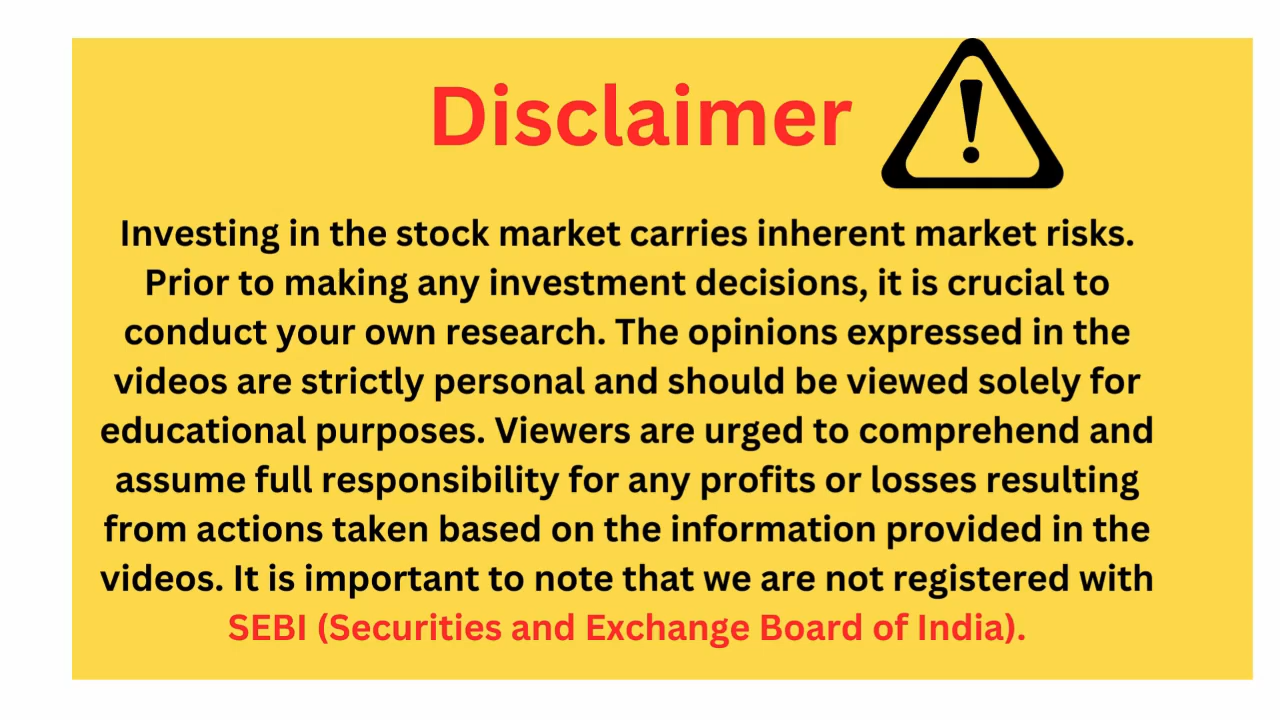 Disclaimer
Investing in the stock market carries inherent market risks.
Prior to making any investment decisions, it is crucial to
conduct your own research. The opinions expressed in the
videos are strictly personal and should be viewed solely for
educational purposes. Viewers are urged to comprehend and
assume full responsibility for any profits or losses resulting
from actions taken based on the information provided in the
videos. It is important to note that we are not registered with
SEBI (Securities and Exchange Board of India).